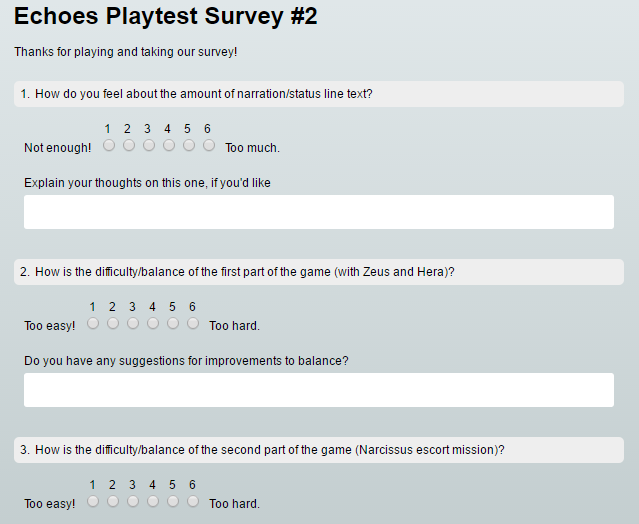 Echoes Playtest Survey #2
Thanks for playing and taking our survey!
1. How do you feel about the amount of narration/status line text?
1 2 3 4 5 6
Not enough! Too much.
Explain your thoughts on this one, if you'd like
2. How is the difficulty/balance of the first part of the game (with Zeus and Hera)?
1 2 3 4 5 6
Too easy! Too hard.
Do you have any suggestions for improvements to balance?
3. How is the difficulty/balance of the second part of the game (Narcissus escort mission)?
1 2 3 4 5 6
Too easy! Too hard.